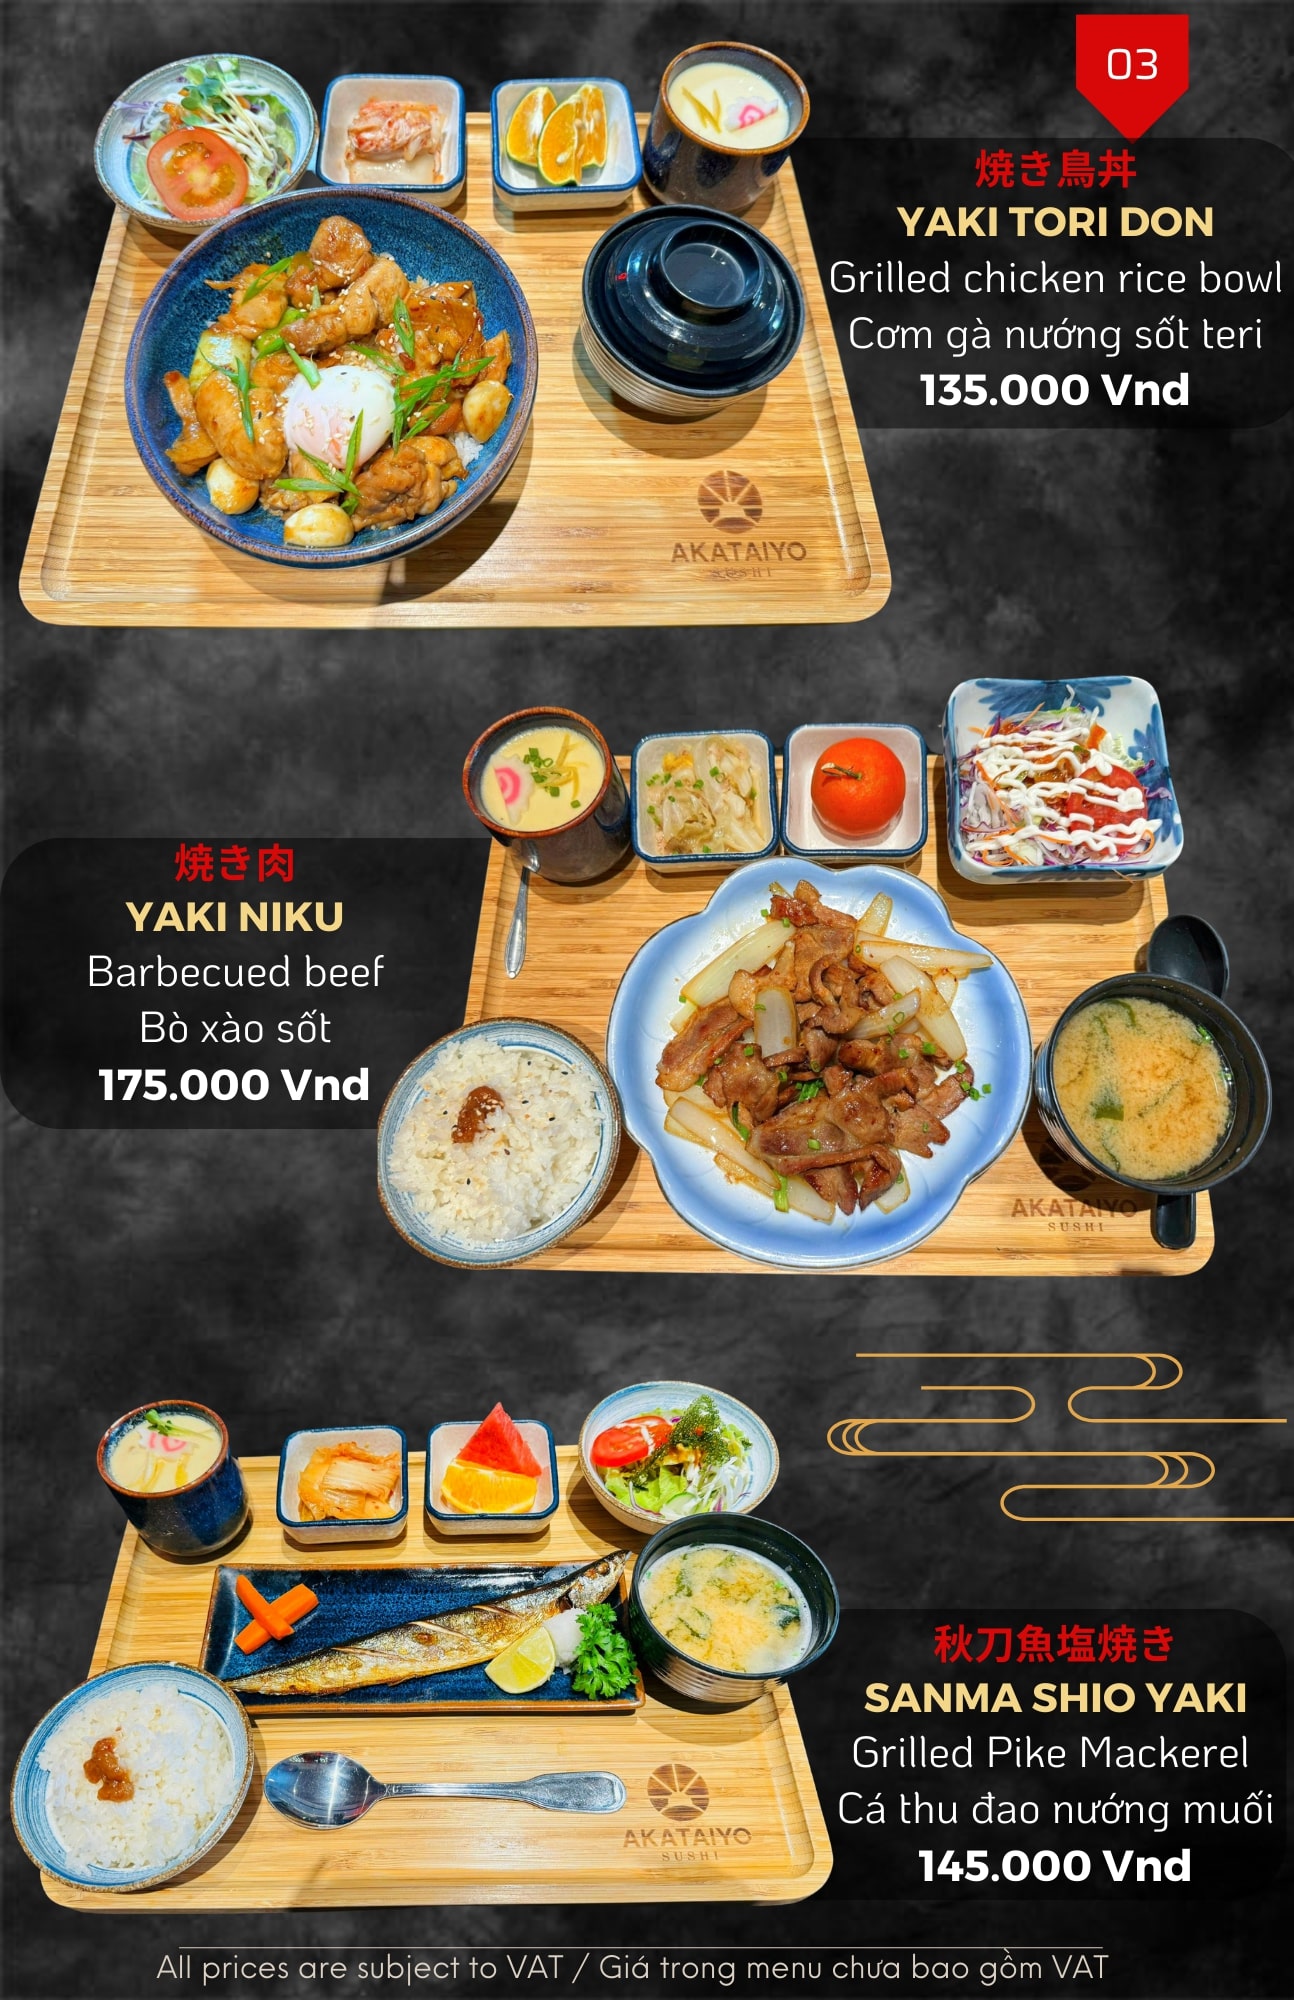 03
焼き鳥丼
YAKI TORI DON
Grilled chicken rice bowl
Cơm gà nướng sốt teri
135.000 Vnd
AKATAIYO
SUSHI
焼き肉
YAKI NIKU
Barbecued beef
Bò xào sốt
175.000 Vnd
AKATAIYO
SUSHI
秋刀魚塩焼き
SANMA SHIO YAKI
Grilled Pike Mackerel
Cá thu đao nướng muối
145.000 Vnd
AKATAIYO
SUSHI
All prices are subject to VAT / Giá trong menu chưa bao gồm VAT